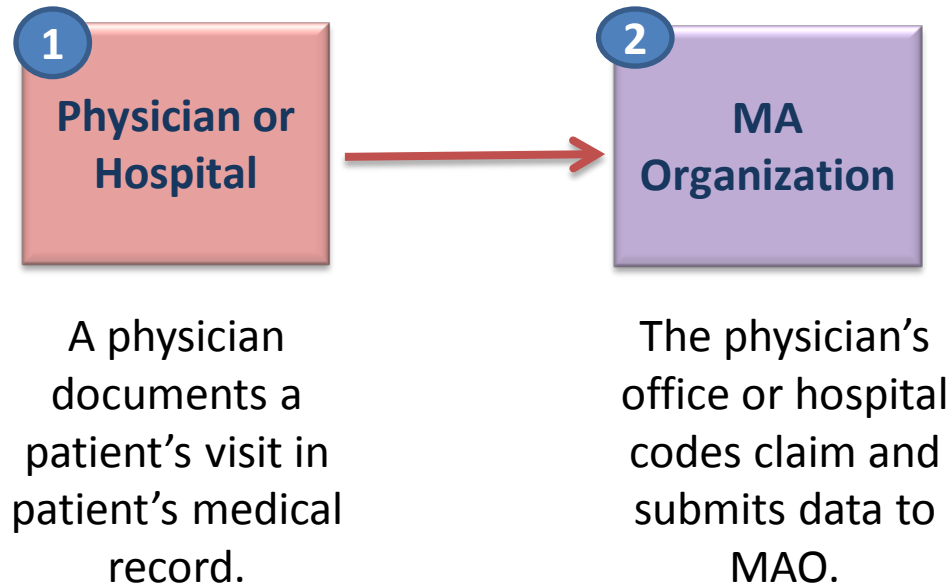 1
Physician or
Hospital
A physician
documents a
patient’s visit in
patient’s medical
record.
2
MA
Organization
The physician’s
office or hospital
codes claim and
submits data to
MAO.